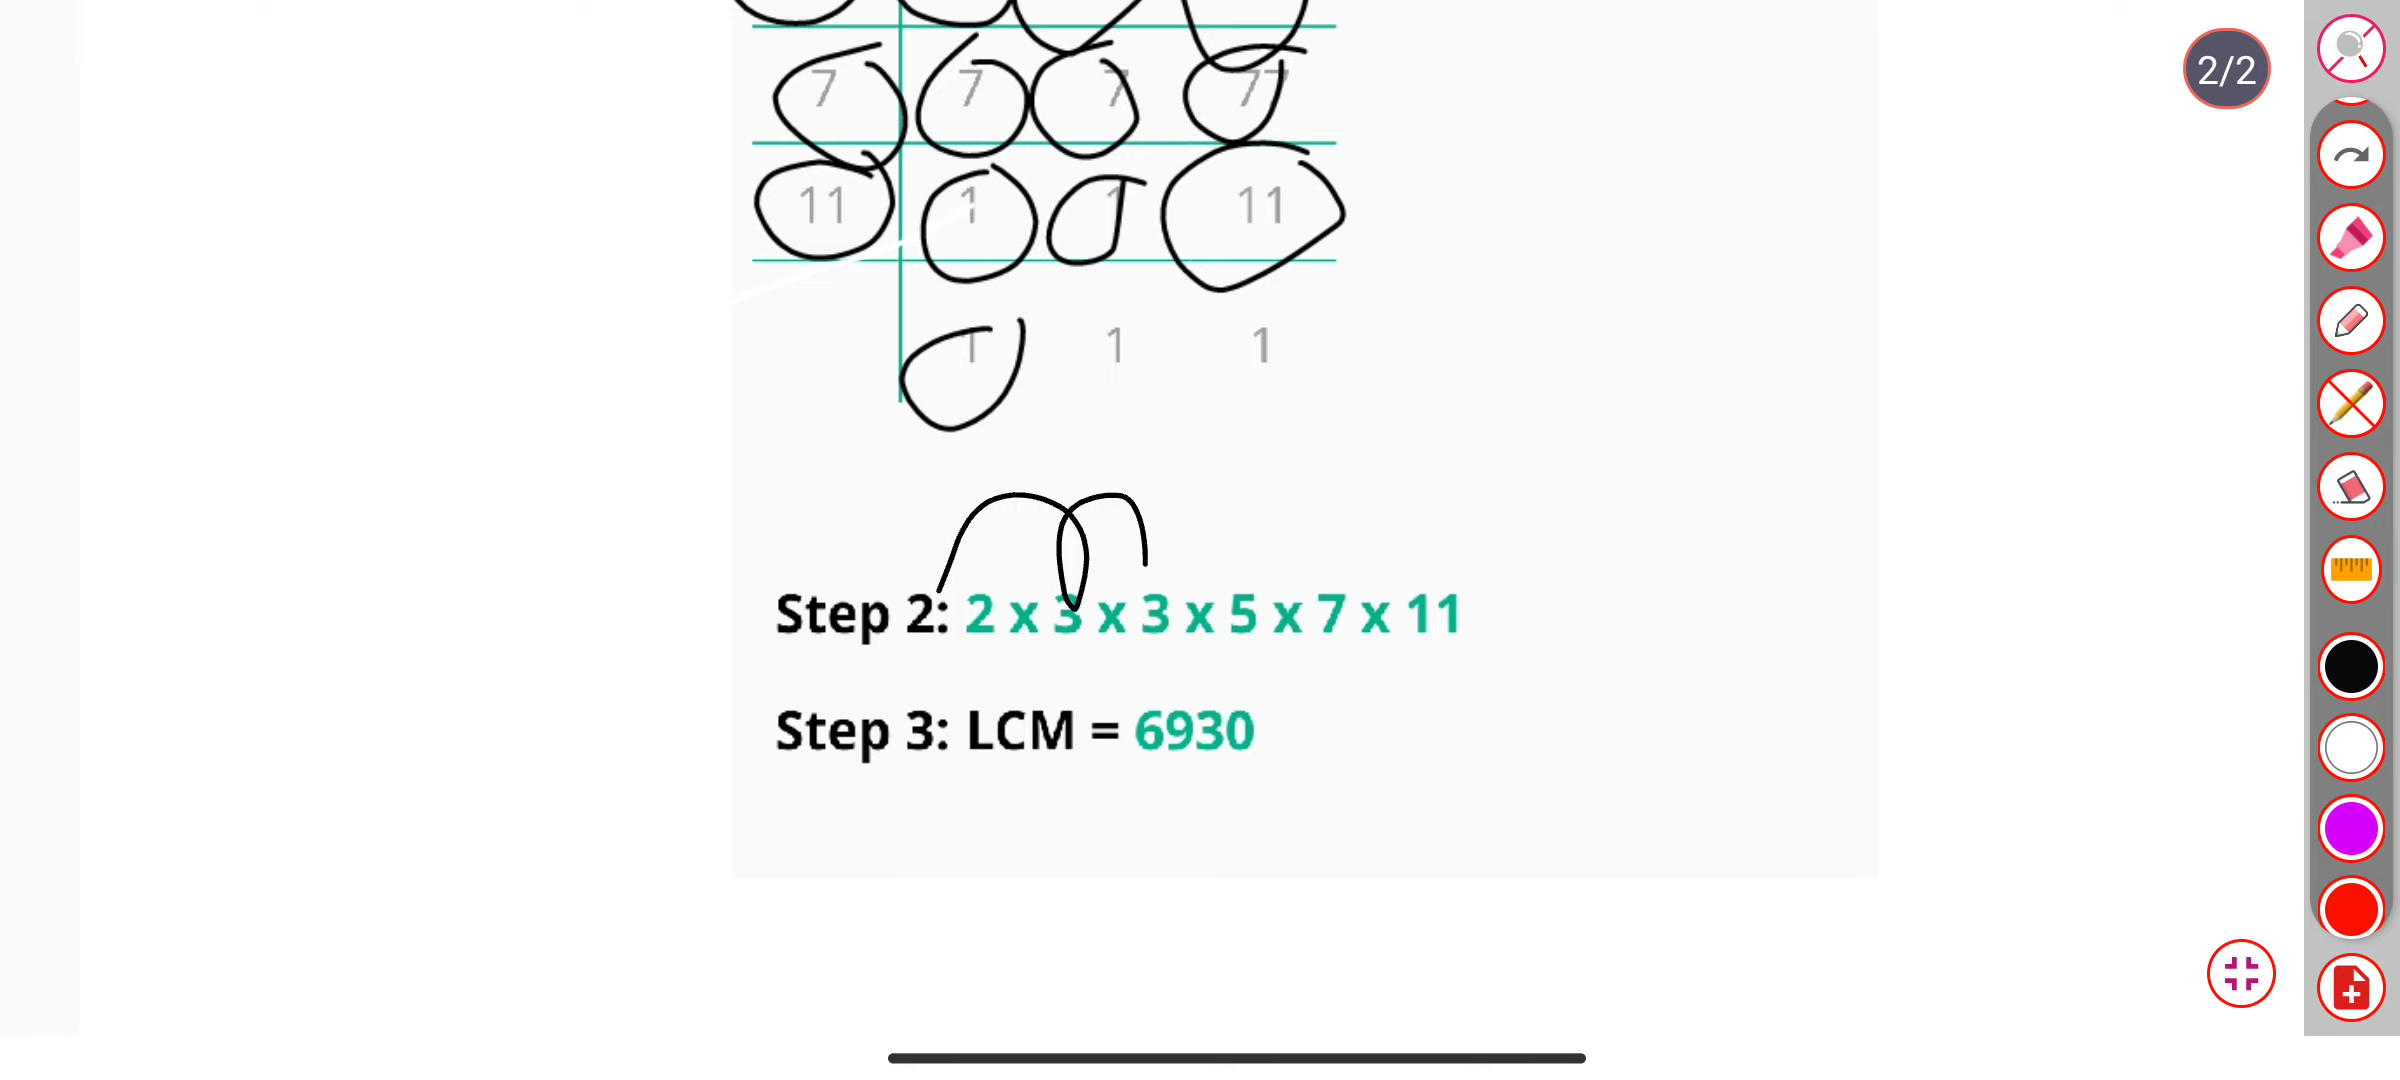 2/2
7 7 7 77
11 1 1 11
1 1 1
Step 2: 2 x 3 x 3 x 5 x 7 x 11
Step 3: LCM = 6930